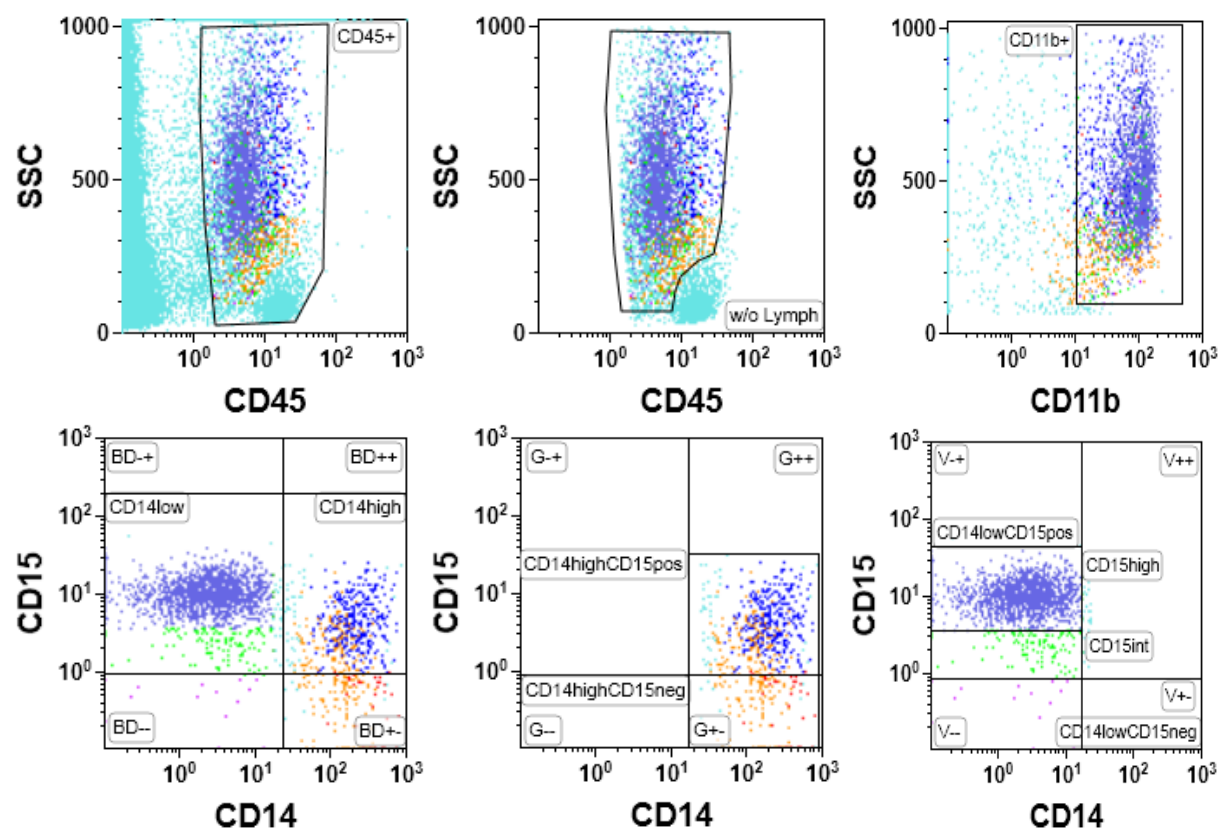 1000
CD45+
SSC
500
0
10⁰
10¹
10²
10³
CD45
1000
SSC
500
w/o Lymph
0
10⁰
10¹
10²
10³
CD45
1000
CD11b+
SSC
500
0
10⁰
10¹
10²
10³
CD11b
10³
BD-+
BD++
CD14low
CD14high
10²
CD15
10¹
10⁰
BD--
BD+-
10⁰
10¹
10²
10³
CD14
10³
G-+
G++
10²
CD14highCD15pos
CD15
10¹
10⁰
CD14highCD15neg
G--
G+-
10⁰
10¹
10²
10³
CD14
10³
V-+
V++
10²
CD14lowCD15pos
CD15high
CD15
10¹
CD15int
10⁰
V+-
V--
CD14lowCD15neg
10⁰
10¹
10²
10³
CD14